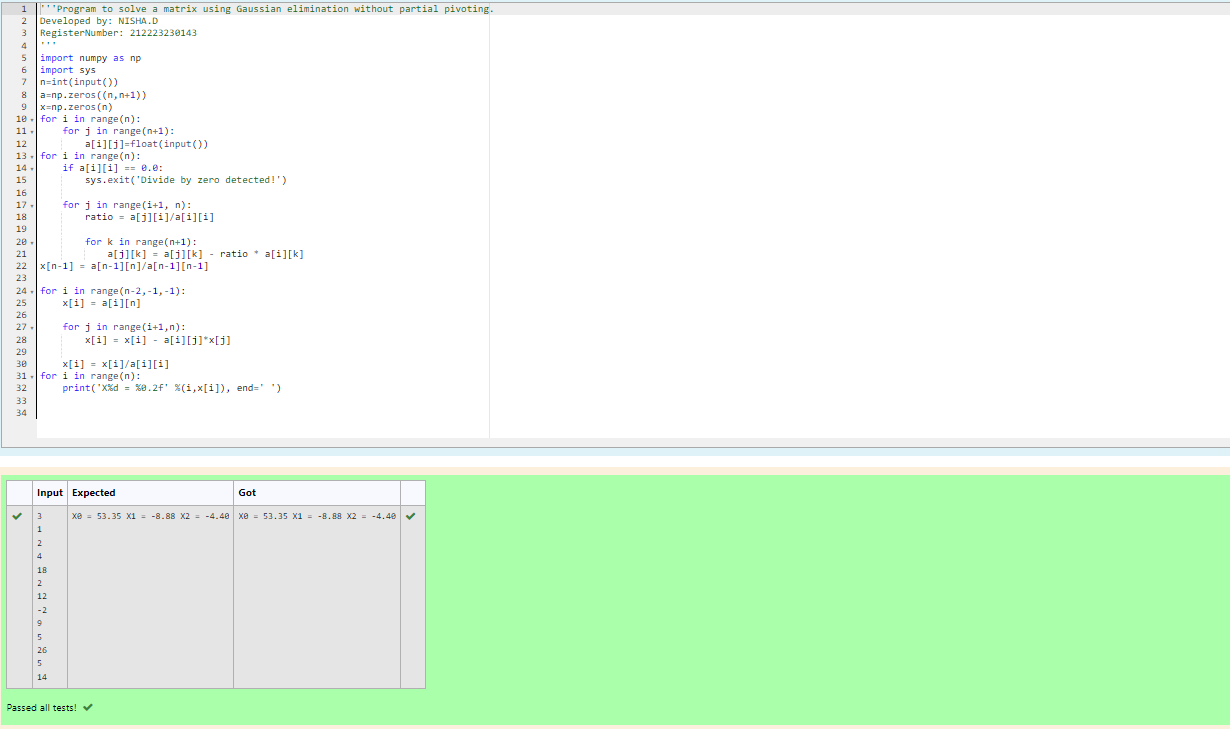 1 '''Program to solve a matrix using Gaussian elimination without partial pivoting.
2 Developed by: NISHA.D
3 RegisterNumber: 212223230143
4 '''
5 import numpy as np
6 import sys
7 n=int(input())
8 a=np.zeros((n,n+1))
9 x=np.zeros(n)
10 for i in range(n):
11     for j in range(n+1):
12         a[i][j]=float(input())
13 for i in range(n):
14     if a[i][i] == 0.0:
15         sys.exit('Divide by zero detected!')
16
17     for j in range(i+1, n):
18         ratio = a[j][i]/a[i][i]
19
20         for k in range(n+1):
21             a[j][k] = a[j][k] - ratio * a[i][k]
22 x[n-1] = a[n-1][n]/a[n-1][n-1]
23
24 for i in range(n-2,-1,-1):
25     x[i] = a[i][n]
26
27     for j in range(i+1,n):
28         x[i] = x[i] - a[i][j]*x[j]
29
30     x[i] = x[i]/a[i][i]
31 for i in range(n):
32     print('X%d = %0.2f' %(i,x[i]), end=' ')
33
34
Input Expected Got
3 X0 = 53.35 X1 = -8.88 X2 = -4.40 X0 = 53.35 X1 = -8.88 X2 = -4.40
1
2
4
18
2
12
-2
9
5
26
5
14
Passed all tests!